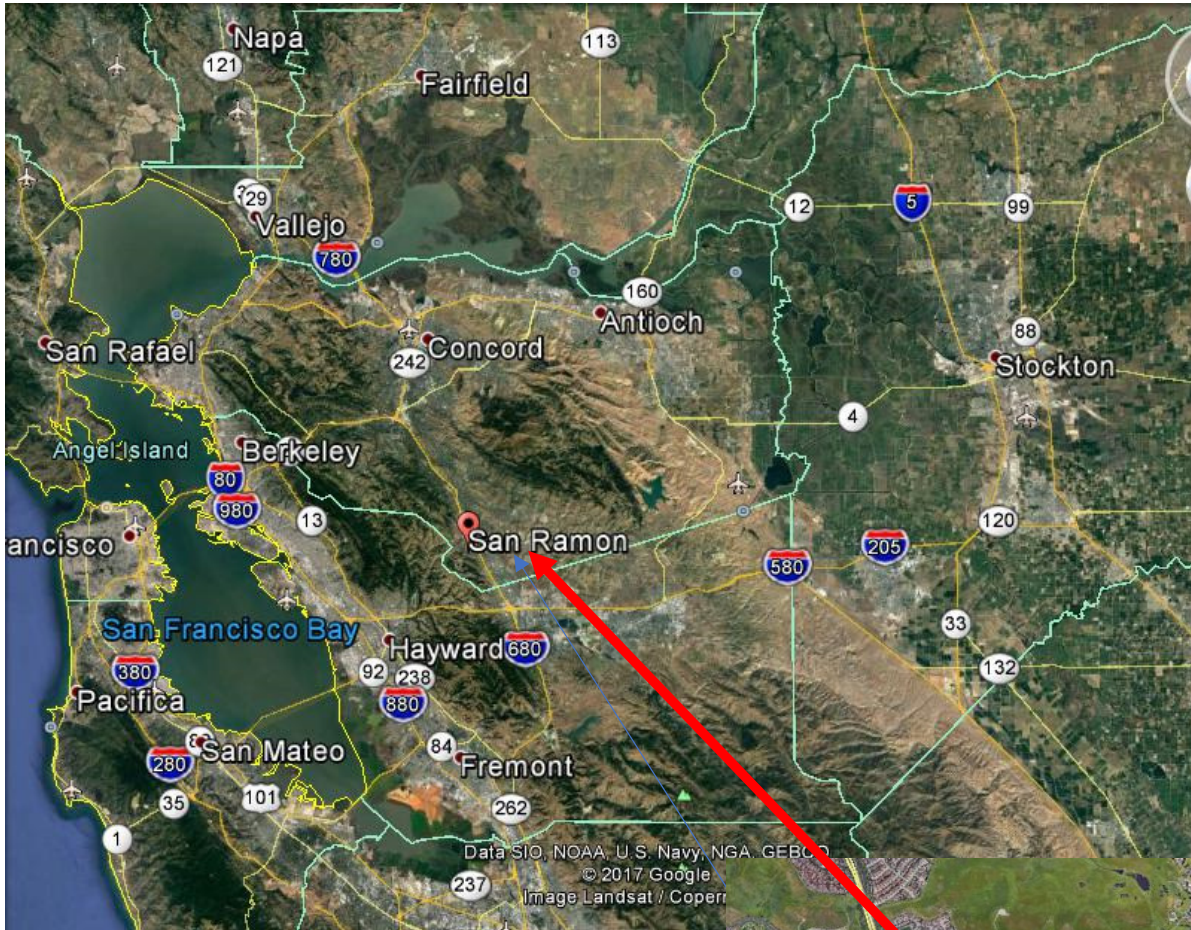 Napa
121
113
Fairfield
29
Vallejo
780
12
5
99
160
Antioch
San Rafael
Concord
242
88
Stockton
4
Angel Island
Berkeley
80
980
13
120
San Ramon
205
580
San Francisco Bay
33
Hayward
680
132
380
92
238
Pacifica
880
84
San Mateo
280
Fremont
35
101
262
1
Data SIO, NOAA, U.S. Navy, NGA, GEBCO
© 2017 Google
237
Image Landsat / Coper